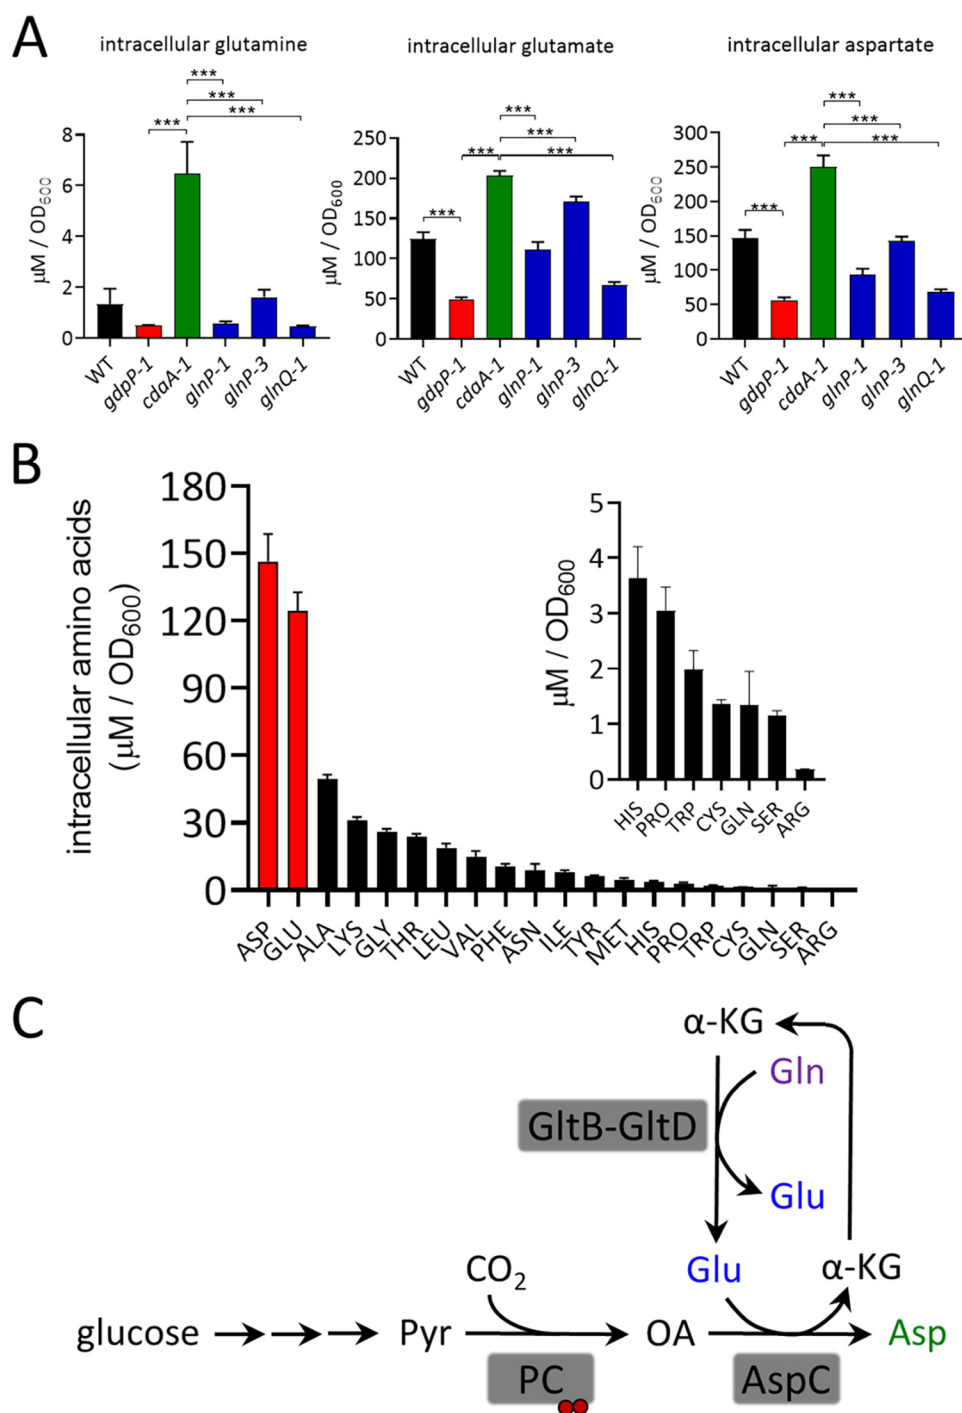 A
intracellular glutamine
intracellular glutamate
intracellular aspartate
***
***
***
***
8
6
4
2
0
μM / OD600
WT
gdpP-1
cdaA-1
glnP-1
glnP-3
glnQ-1
***
***
***
***
***
250
200
150
100
50
0
μM / OD600
WT
gdpP-1
cdaA-1
glnP-1
glnP-3
glnQ-1
***
***
***
***
***
300
250
200
150
100
50
0
μM / OD600
WT
gdpP-1
cdaA-1
glnP-1
glnP-3
glnQ-1
B
intracellular amino acids
(μM / OD600)
180
150
120
90
60
30
0
ASP
GLU
ALA
LYS
GLY
THR
LEU
VAL
PHE
ASN
ILE
TYR
MET
HIS
PRO
TRP
CYS
GLN
SER
ARG
μM / OD600
5
4
3
2
1
0
HIS
PRO
TRP
CYS
GLN
SER
ARG
C
α-KG
Gln
GltB-GltD
Glu
CO2
Glu
α-KG
glucose
Pyr
OA
Asp
PC
AspC